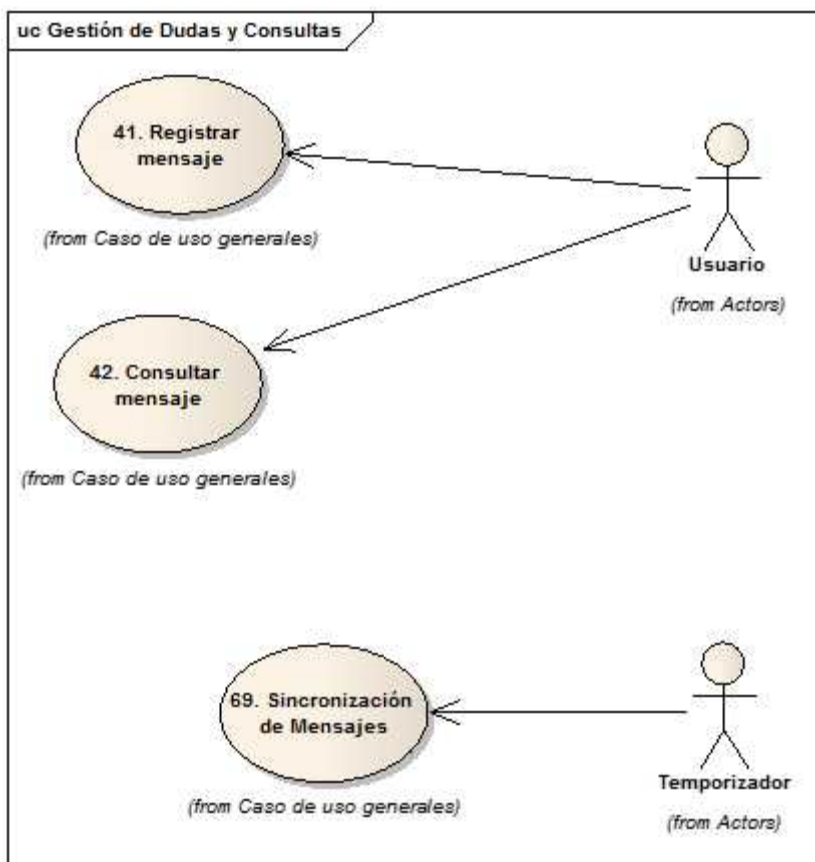 uc Gestión de Dudas y Consultas
41. Registrar
mensaje
(from Caso de uso generales)
Usuario
(from Actors)
42. Consultar
mensaje
(from Caso de uso generales)
69. Sincronización
de Mensajes
(from Caso de uso generales)
Temporizador
(from Actors)